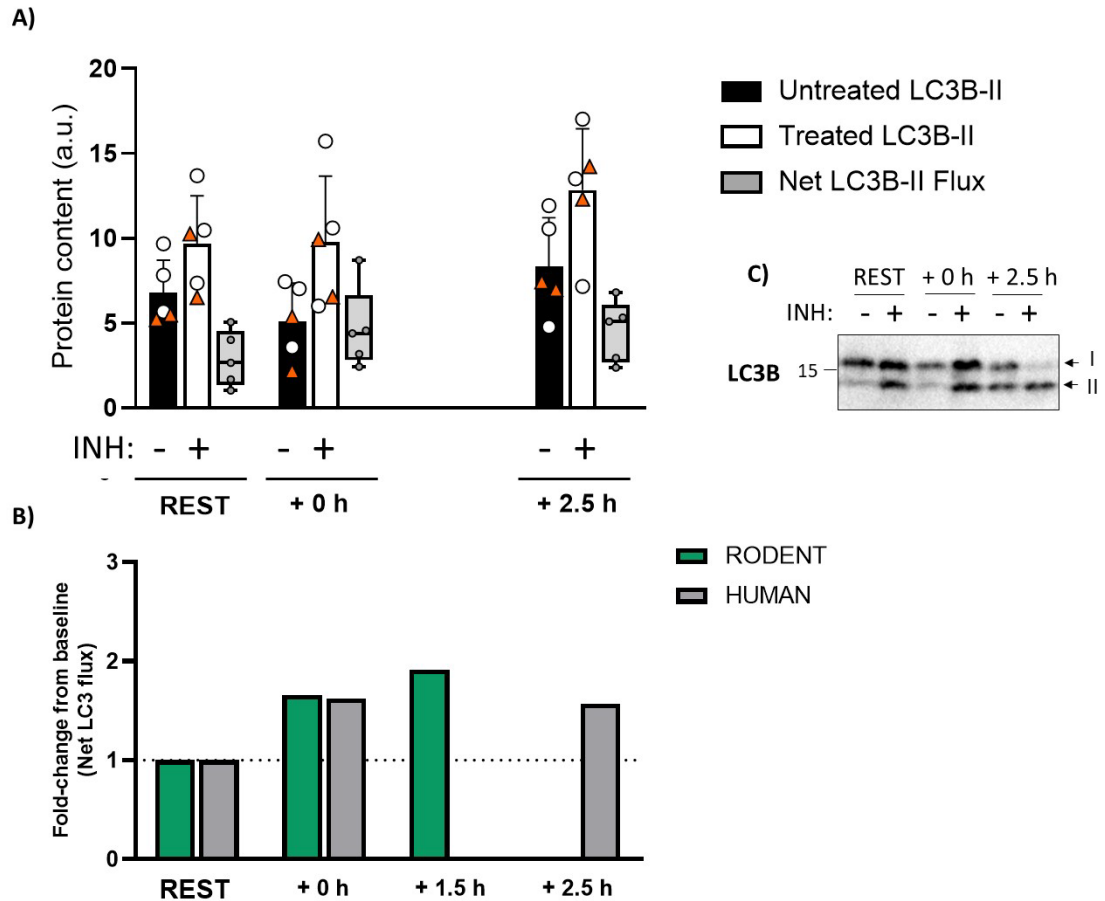 A)
20
15
10
5
0
Protein content (a.u.)
Untreated LC3B-II
Treated LC3B-II
Net LC3B-II Flux
INH: - + - + - +
REST + 0 h + 2.5 h
C)
REST + 0 h + 2.5 h
INH: - + - + - +
LC3B 15 I
II
B)
3
2
1
0
Fold-change from baseline
(Net LC3 flux)
RODENT
HUMAN
REST + 0 h + 1.5 h + 2.5 h